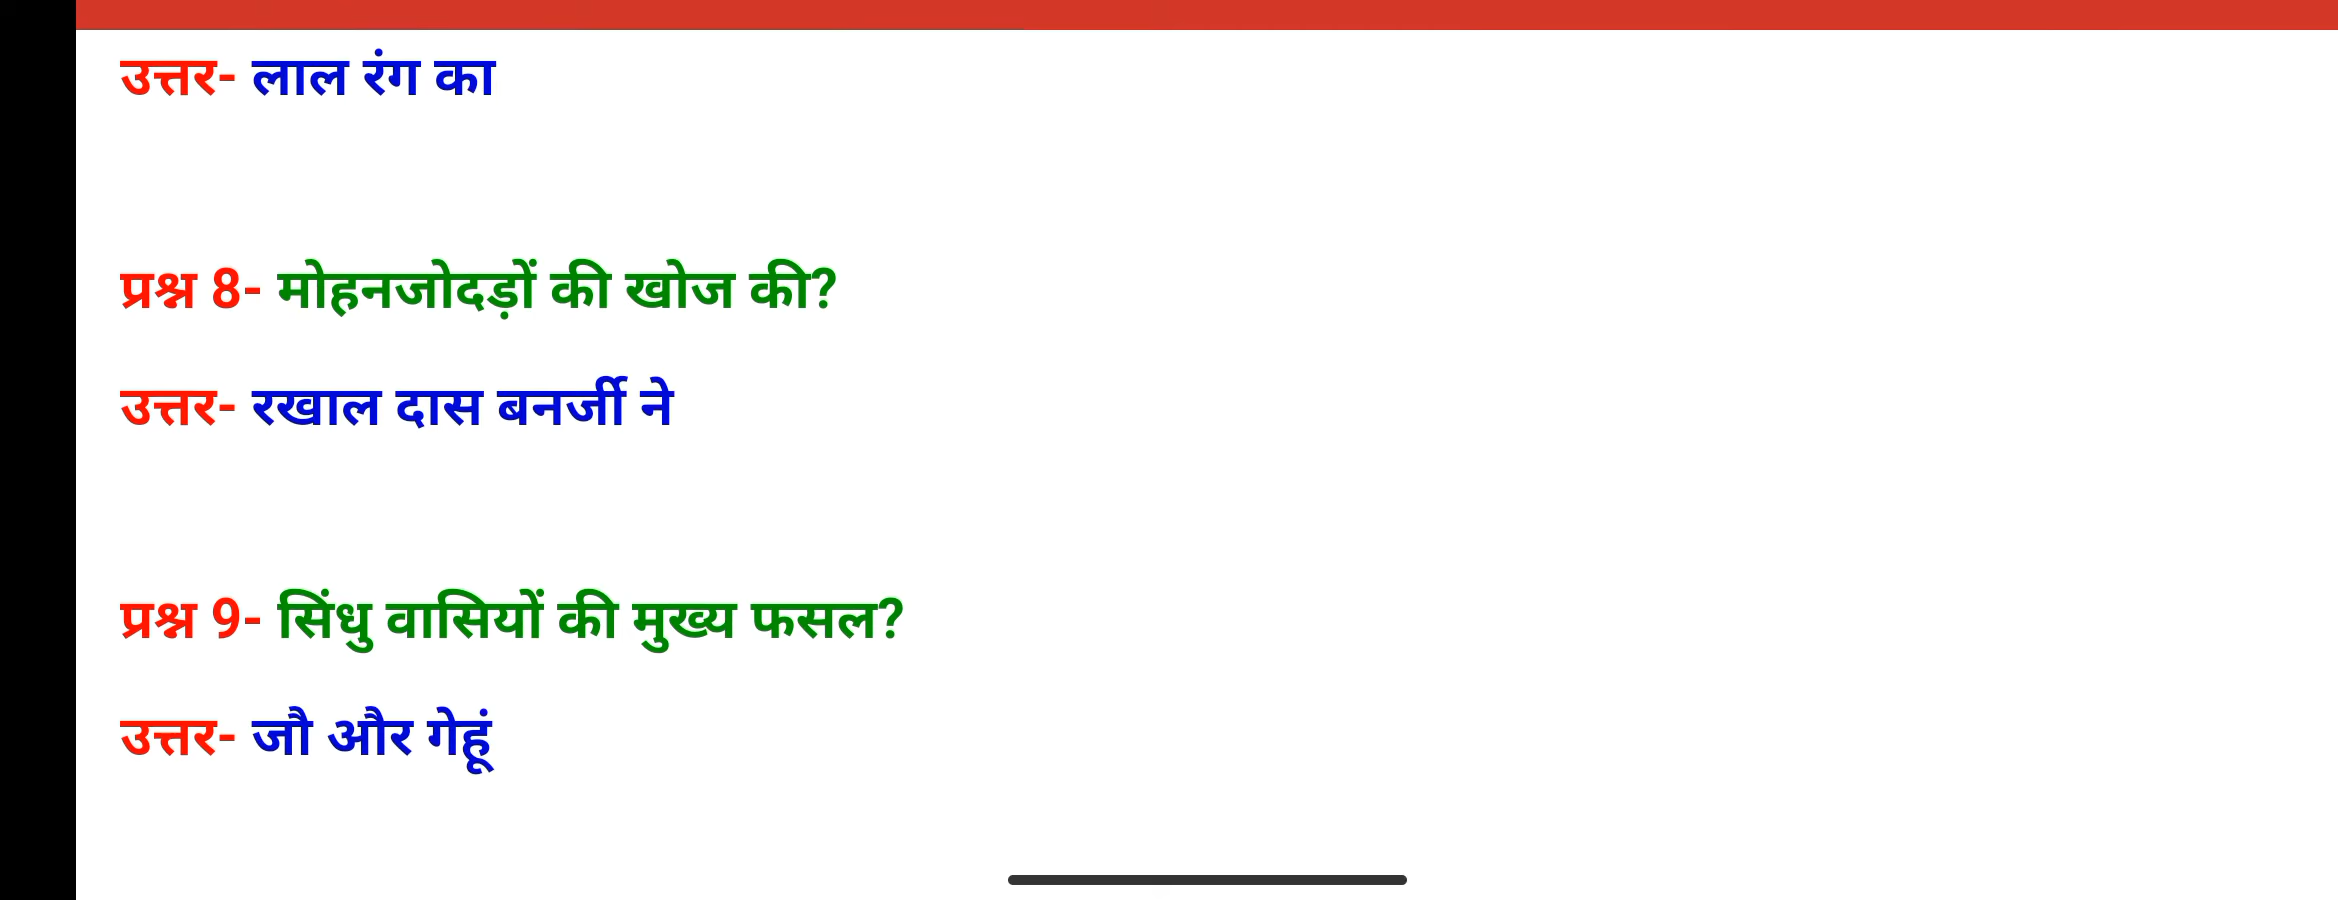 उत्तर- लाल रंग का
प्रश्न 8- मोहनजोदड़ों की खोज की?
उत्तर- रखाल दास बनर्जी ने
प्रश्न 9- सिंधु वासियों की मुख्य फसल?
उत्तर- जौ और गेहूं